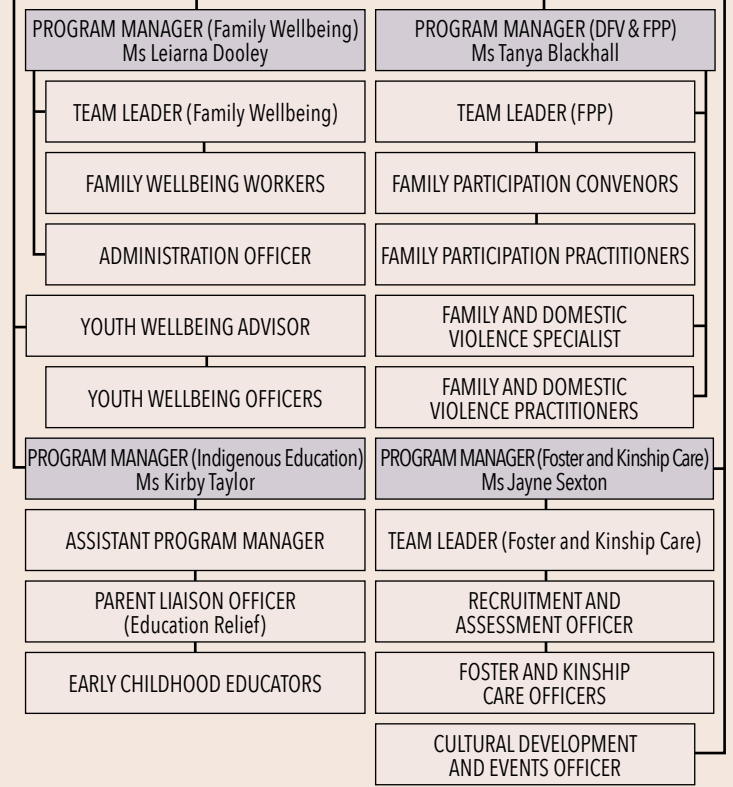 PROGRAM MANAGER (Family Wellbeing)
Ms Leiarna Dooley
TEAM LEADER (Family Wellbeing)
FAMILY WELLBEING WORKERS
ADMINISTRATION OFFICER
YOUTH WELLBEING ADVISOR
YOUTH WELLBEING OFFICERS
PROGRAM MANAGER (Indigenous Education)
Ms Kirby Taylor
ASSISTANT PROGRAM MANAGER
PARENT LIAISON OFFICER
(Education Relief)
EARLY CHILDHOOD EDUCATORS
PROGRAM MANAGER (DFV & FPP)
Ms Tanya Blackhall
TEAM LEADER (FPP)
FAMILY PARTICIPATION CONVENORS
FAMILY PARTICIPATION PRACTITIONERS
FAMILY AND DOMESTIC
VIOLENCE SPECIALIST
FAMILY AND DOMESTIC
VIOLENCE PRACTITIONERS
PROGRAM MANAGER (Foster and Kinship Care)
Ms Jayne Sexton
TEAM LEADER (Foster and Kinship Care)
RECRUITMENT AND
ASSESSMENT OFFICER
FOSTER AND KINSHIP
CARE OFFICERS
CULTURAL DEVELOPMENT
AND EVENTS OFFICER